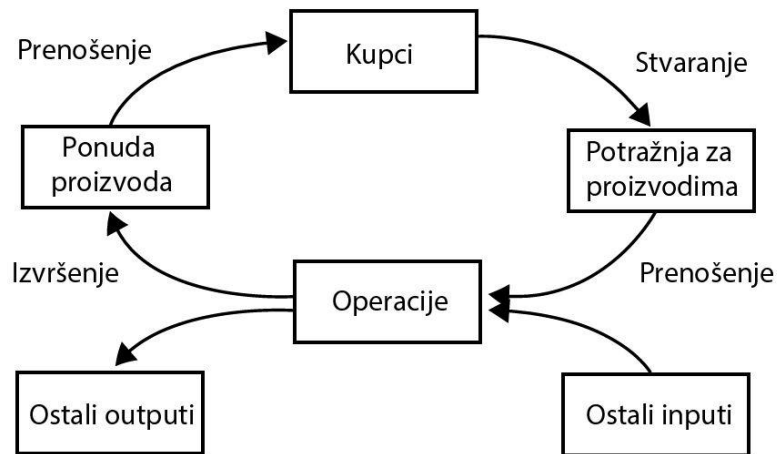 Prenošenje
Kupci
Stvaranje
Ponuda
proizvoda
Potražnja za
proizvodima
Izvršenje
Operacije
Prenošenje
Ostali outputi
Ostali inputi